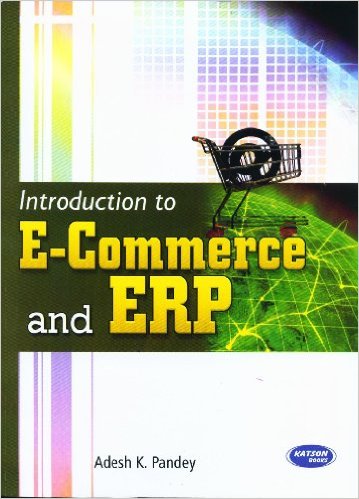 Introduction to
E-Commerce
and ERP
Adesh K. Pandey
KATSON
BOOKS